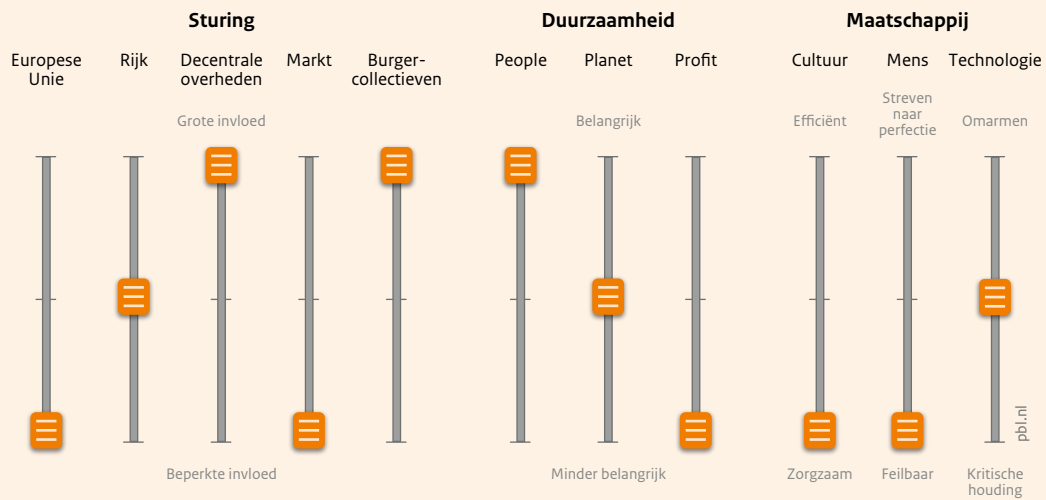 Sturing
Duurzaamheid
Maatschappij
Europese
Unie
Rijk
Decentrale
overheden
Markt
Burger-
collectieven
People
Planet
Profit
Cultuur
Mens
Technologie
Grote invloed
Belangrijk
Efficiënt
Streven
naar
perfectie
Omarmen
Beperkte invloed
Minder belangrijk
Zorgzaam
Feilbaar
Kritische
houding
pbl.nl